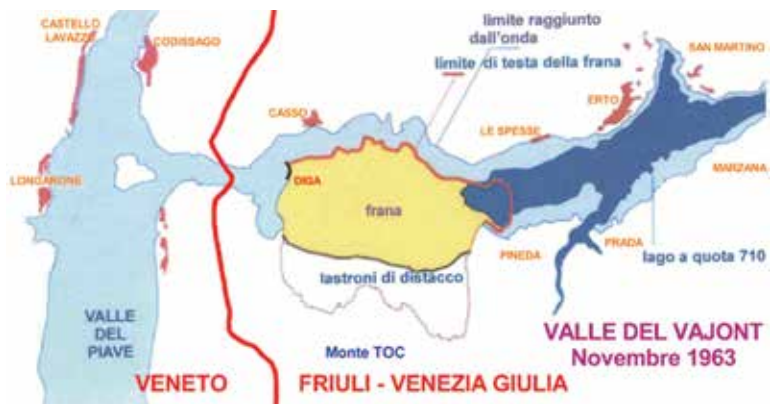 CASTELLO
LAVAZZO
CODISSAGO
limite raggiunto
dall'onda
limite di testa della frana
SAN MARTINO
CASSO
ERTO
LE SPESSE
MARZANA
LONGARONE
DIGA
frana
PINEDA
PRADA
lago a quota 710
lastroni di distacco
VALLE
DEL
PIAVE
Monte TOC
VALLE DEL VAJONT
Novembre 1963
VENETO
FRIULI - VENEZIA GIULIA